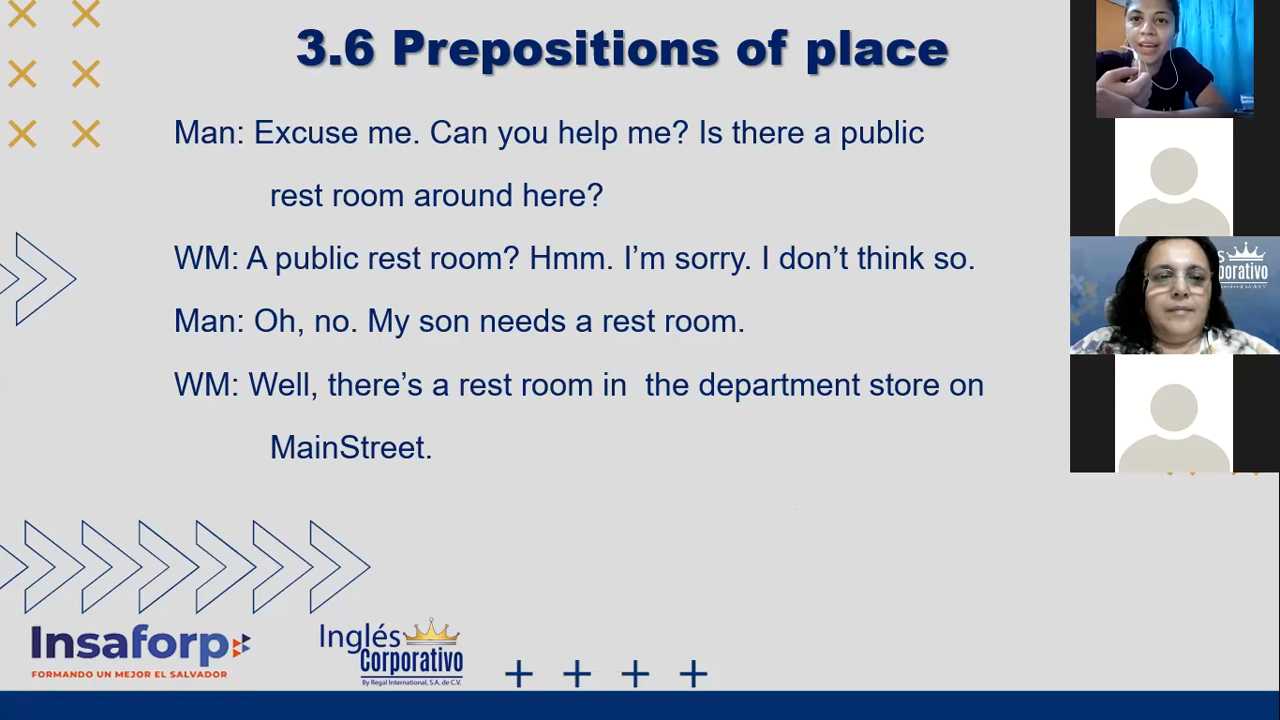 3.6 Prepositions of place
Man: Excuse me. Can you help me? Is there a public
rest room around here?
WM: A public rest room? Hmm. I'm sorry. I don't think so.
Man: Oh, no. My son needs a rest room.
WM: Well, there's a rest room in  the department store on
MainStreet.
Insaforp
FORMANDO UN MEJOR EL SALVADOR
Inglés
Corporativo
By Regal International, S.A. de C.V.